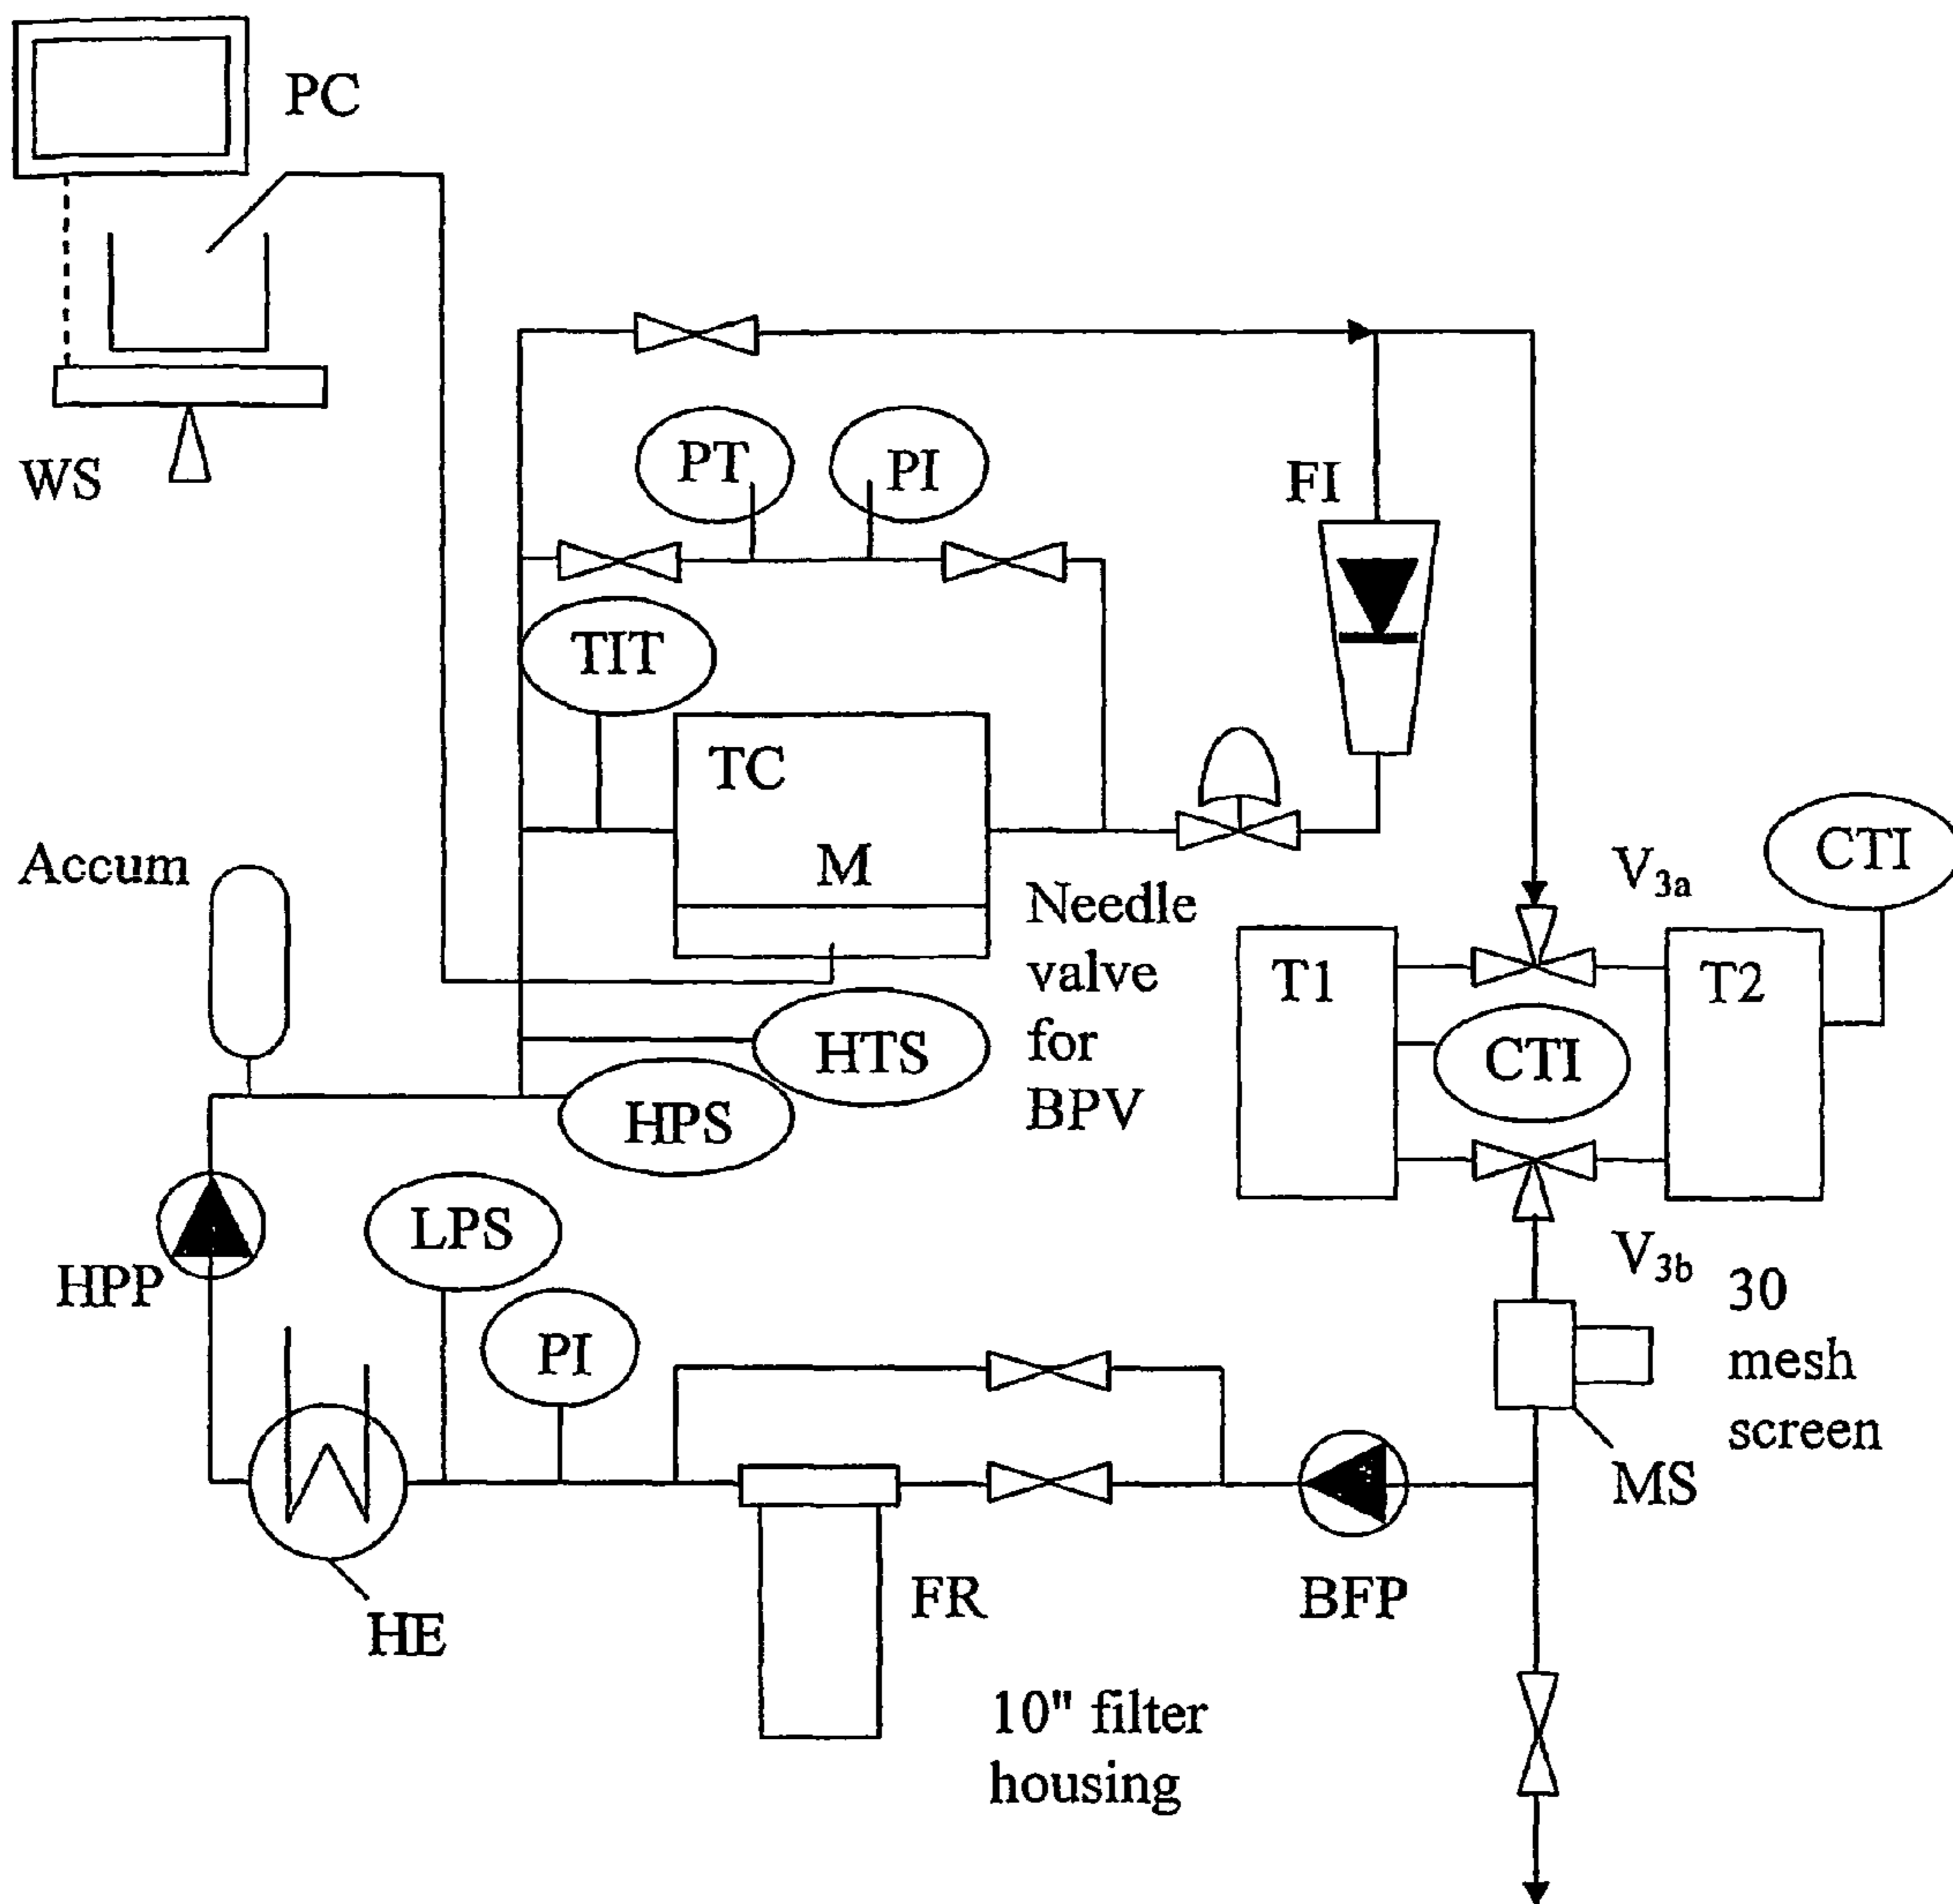 PC
WS
PT
PI
FI
TIT
TC
M
Needle
valve
for
BPV
Accum
V3a
CTI
T1
T2
CTI
HTS
HPS
LPS
HPP
PI
V3b
30
mesh
screen
MS
HE
FR
BFP
10" filter
housing